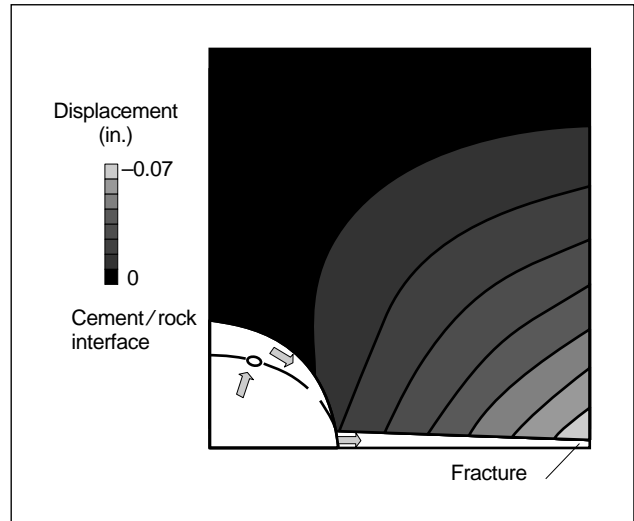 Displacement
(in.)
–0.07
0
Cement/rock
interface
Fracture